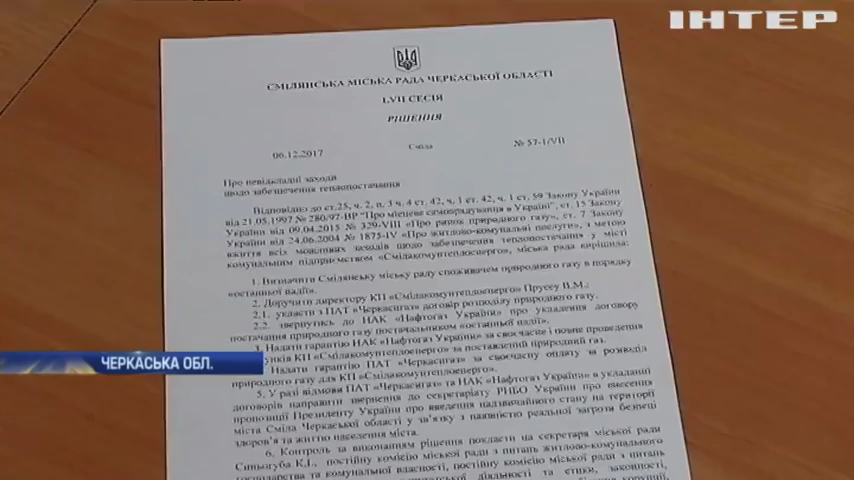 ІНТЕР
СМІЛЯНСЬКА МІСЬКА РАДА ЧЕРКАСЬКОЇ ОБЛАСТІ
LVII СЕСІЯ
РІШЕННЯ
06.12.2017 Сміла № 57-1/VII
Про невідкладні заходи
щодо забезпечення теплопостачання
Відповідно до ст.25, ч. 2, п. 3 ч. 4 ст. 42, ч. 1 ст. 42, ч. 1 ст. 59 Закону України
від 21.05.1997 № 280/97-ВР "Про місцеве самоврядування в Україні", ст. 15 Закону
України від 09.04.2015 № 329-VIII «Про ринок природного газу», ст. 7 Закону
України від 24.06.2004 № 1875-IV «Про житлово-комунальні послуги», з метою
вжиття всіх можливих заходів щодо забезпечення теплопостачання у місті
комунальним підприємством «Смілакомунтеплоенерго», міська рада вирішила:
1. Визначити Смілянську міську раду споживачем природного газу в порядку
«останньої надії».
2. Доручити директору КП «Смілакомунтеплоенерго» Прусcу В.М.:
2.1. укласти з ПАТ «Черкасигаз» договір розподілу природного газу.
2.2. звернутись до НАК «Нафтогаз України» про укладення договору
постачання природного газу постачальником «останньої надії».
3. Надати гарантію НАК «Нафтогаз України» за своєчасне і повне проведення
КП «Смілакомунтеплоенерго» за поставлений природний газ.
Надати гарантію ПАТ «Черкасигаз» за своєчасну оплату за розподіл
природного газу для КП «Смілакомунтеплоенерго».
5. У разі відмови ПАТ «Черкасигаз» та НАК «Нафтогаз України» в укладанні
договорів направити звернення до секретаріату РНБО України про внесення
пропозиції Президенту України про введення надзвичайного стану на території
міста Сміла Черкаської області у зв'язку з наявністю реальної загрози безпеці
здоров'я та життю населення міста.
6. Контроль за виконанням рішення покласти на секретаря міської ради
Синьогуба К.І., постійну комісію міської ради з питань житлово-комунального
господарства та комунальної власності, постійну комісію міської ради з питань
діяльності та етики, законності,
корупції,
ЧЕРКАСЬКА ОБЛ.